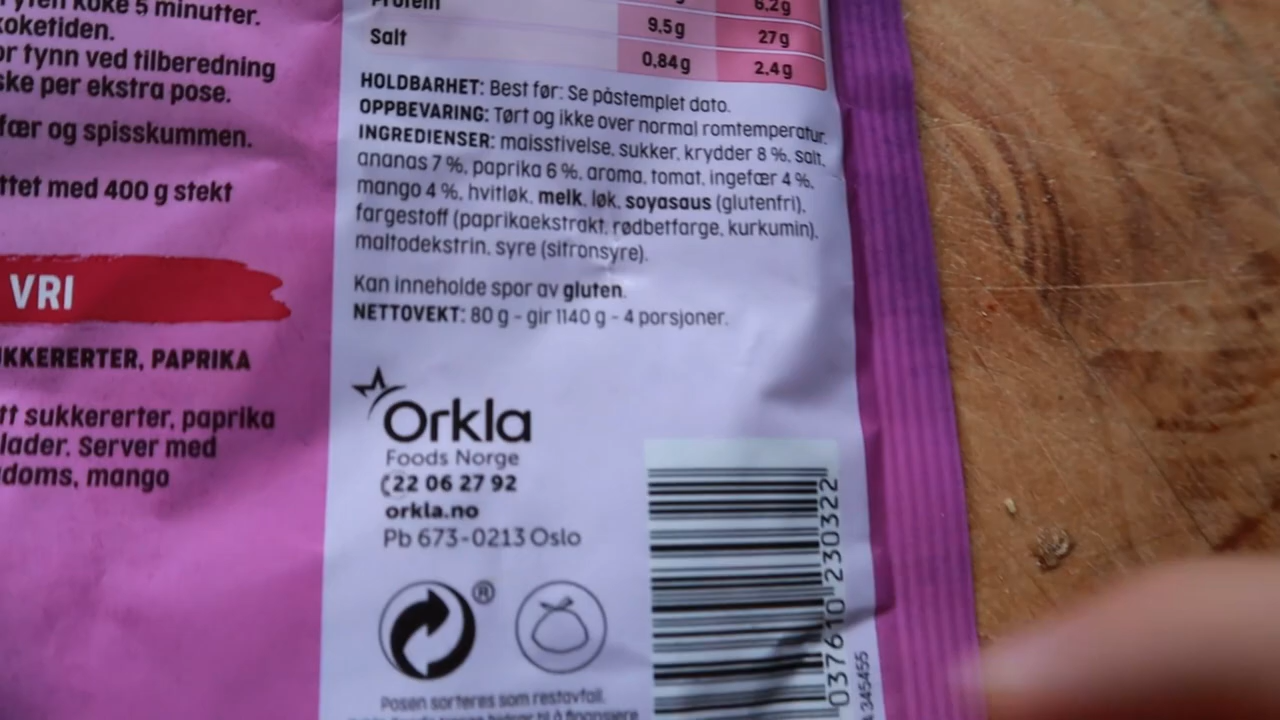 koke 5 minutter.
koketiden.
or tynn ved tilberedning
ske per ekstra pose.
fær og spisskummen.
ttet med 400 g stekt
VRI
KKERERTER, PAPRIKA
tt sukkererter, paprika
lader. Server med
doms, mango
Protein
Salt
6,2g
9,5g
27g
0,84g
2,4g
HOLDBARHET: Best før: Se påstemplet dato.
OPPBEVARING: Tørt og ikke over normal romtemperatur.
INGREDIENSER: maisstivelse, sukker, krydder 8 %, salt,
ananas 7 %, paprika 6 %, aroma, tomat, ingefær 4 %,
mango 4 %, hvitløk, melk, løk, soyasaus (glutenfri),
fargestoff (paprikaekstrakt, rødbetfarge, kurkumin),
maltodekstrin, syre (sitronsyre).
Kan inneholde spor av gluten.
NETTOVEKT: 80 g - gir 1140 g - 4 porsjoner.
Orkla
Foods Norge
22 06 27 92
orkla.no
Pb 673-0213 Oslo
®
Posen sorteres som restavfall.
037610 230322
A 345455